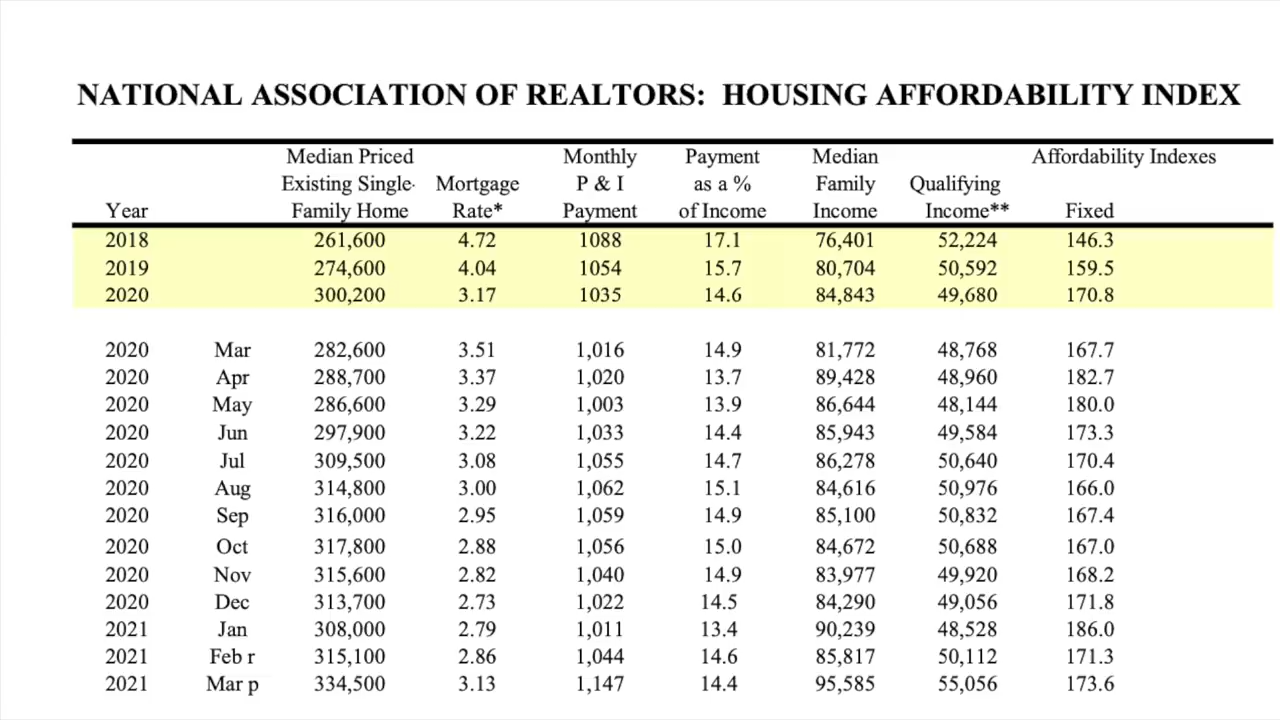 NATIONAL ASSOCIATION OF REALTORS: HOUSING AFFORDABILITY INDEX
Median Priced Monthly Payment Median Affordability Indexes
Existing Single- Mortgage P & I as a % Family Qualifying
Year Family Home Rate* Payment of Income Income Income** Fixed
2018 261,600 4.72 1088 17.1 76,401 52,224 146.3
2019 274,600 4.04 1054 15.7 80,704 50,592 159.5
2020 300,200 3.17 1035 14.6 84,843 49,680 170.8
2020 Mar 282,600 3.51 1,016 14.9 81,772 48,768 167.7
2020 Apr 288,700 3.37 1,020 13.7 89,428 48,960 182.7
2020 May 286,600 3.29 1,003 13.9 86,644 48,144 180.0
2020 Jun 297,900 3.22 1,033 14.4 85,943 49,584 173.3
2020 Jul 309,500 3.08 1,055 14.7 86,278 50,640 170.4
2020 Aug 314,800 3.00 1,062 15.1 84,616 50,976 166.0
2020 Sep 316,000 2.95 1,059 14.9 85,100 50,832 167.4
2020 Oct 317,800 2.88 1,056 15.0 84,672 50,688 167.0
2020 Nov 315,600 2.82 1,040 14.9 83,977 49,920 168.2
2020 Dec 313,700 2.73 1,022 14.5 84,290 49,056 171.8
2021 Jan 308,000 2.79 1,011 13.4 90,239 48,528 186.0
2021 Feb r 315,100 2.86 1,044 14.6 85,817 50,112 171.3
2021 Mar p 334,500 3.13 1,147 14.4 95,585 55,056 173.6